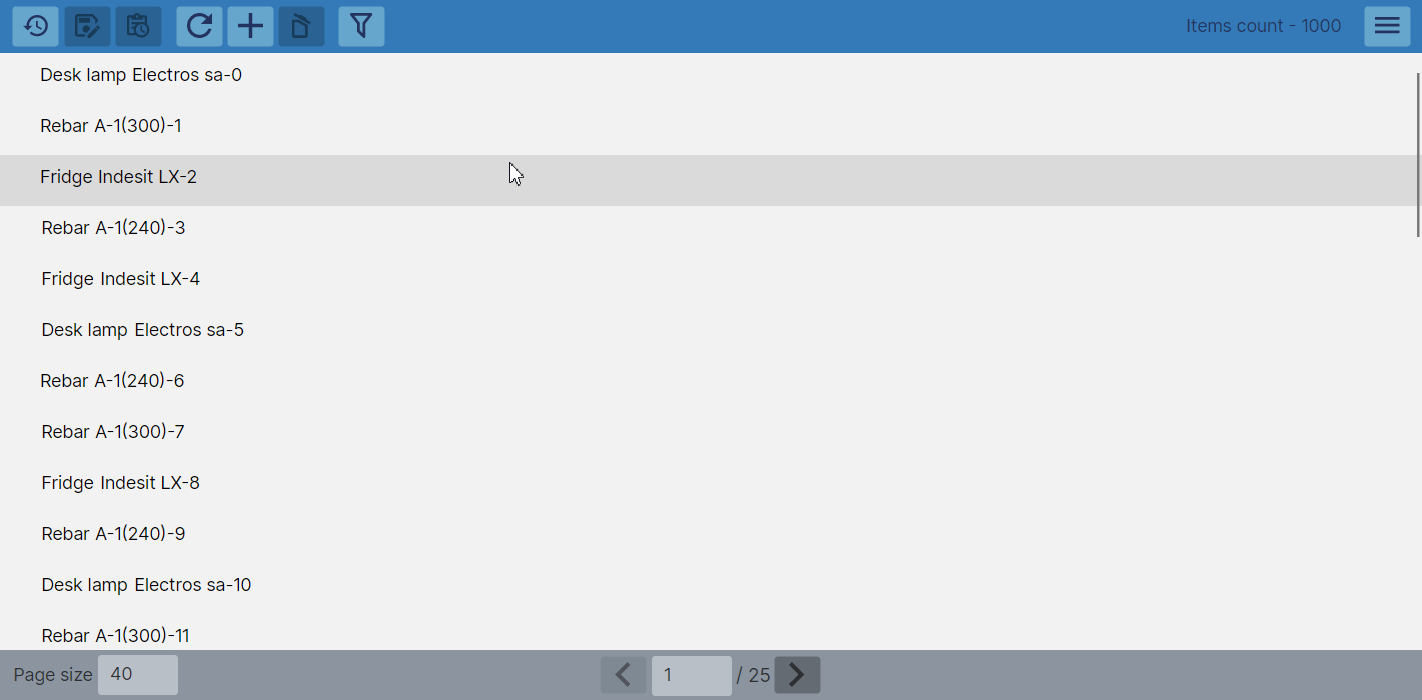 Items count - 1000
Desk lamp Electros sa-0
Rebar A-1(300)-1
Fridge Indesit LX-2
Rebar A-1(240)-3
Fridge Indesit LX-4
Desk lamp Electros sa-5
Rebar A-1(240)-6
Rebar A-1(300)-7
Fridge Indesit LX-8
Rebar A-1(240)-9
Desk lamp Electros sa-10
Rebar A-1(300)-11
Page size 40 1 / 25